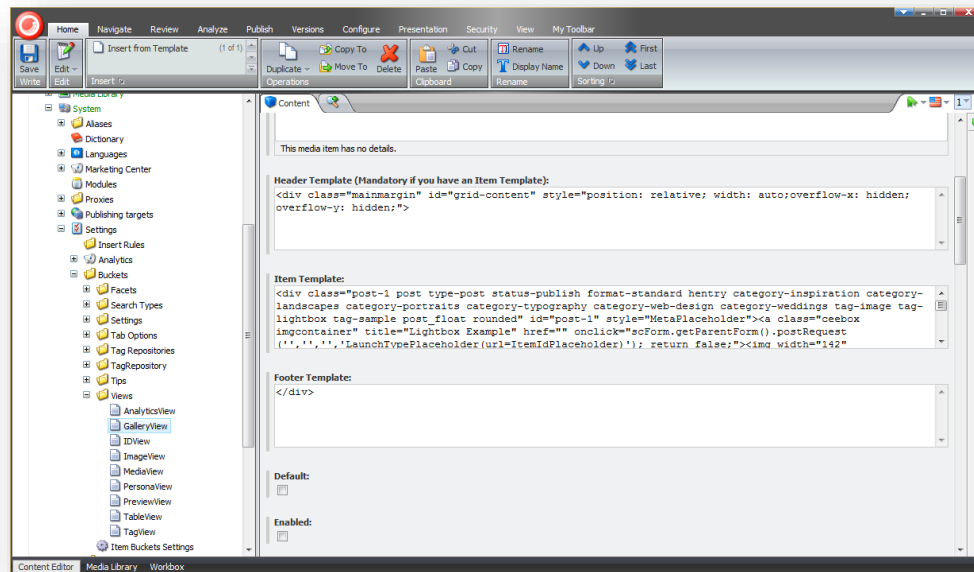 Home Navigate Review Analyze Publish Versions Configure Presentation Security View My Toolbar
Save
Write
Edit
Edit
Insert from Template (1 of 1)
Insert
Duplicate
Copy To
Move To
Delete
Operations
Paste
Cut
Copy
Clipboard
Rename
Display Name
Rename
Up
Down
First
Last
Sorting
Media Library
System
Aliases
Dictionary
Languages
Marketing Center
Modules
Proxies
Publishing targets
Settings
Insert Rules
Analytics
Buckets
Facets
Search Types
Settings
Tab Options
Tag Repositories
TagRepository
Tips
Views
AnalyticsView
GalleryView
IDView
ImageView
MediaView
PersonaView
PreviewView
TableView
TagView
Item Buckets Settings
Content
1
This media item has no details.
Header Template (Mandatory if you have an Item Template):
<div class="mainmargin" id="grid-content" style="position: relative; width: auto;overflow-x: hidden;
overflow-y: hidden;">
Item Template:
<div class="post-1 post type-post status-publish format-standard hentry category-inspiration category-
landscapes category-portraits category-typography category-web-design category-weddings tag-image tag-
lightbox tag-sample post_float rounded" id="post-1" style="MetaPlaceholder"><a class="ceebox
imgcontainer" title="Lightbox Example" href="" onclick="scForm.getParentForm().postRequest
('','','','LaunchTypePlaceholder(url=ItemIdPlaceholder)'); return false;"><img width="142"
Footer Template:
</div>
Default:
Enabled:
Content Editor Media Library Workbox